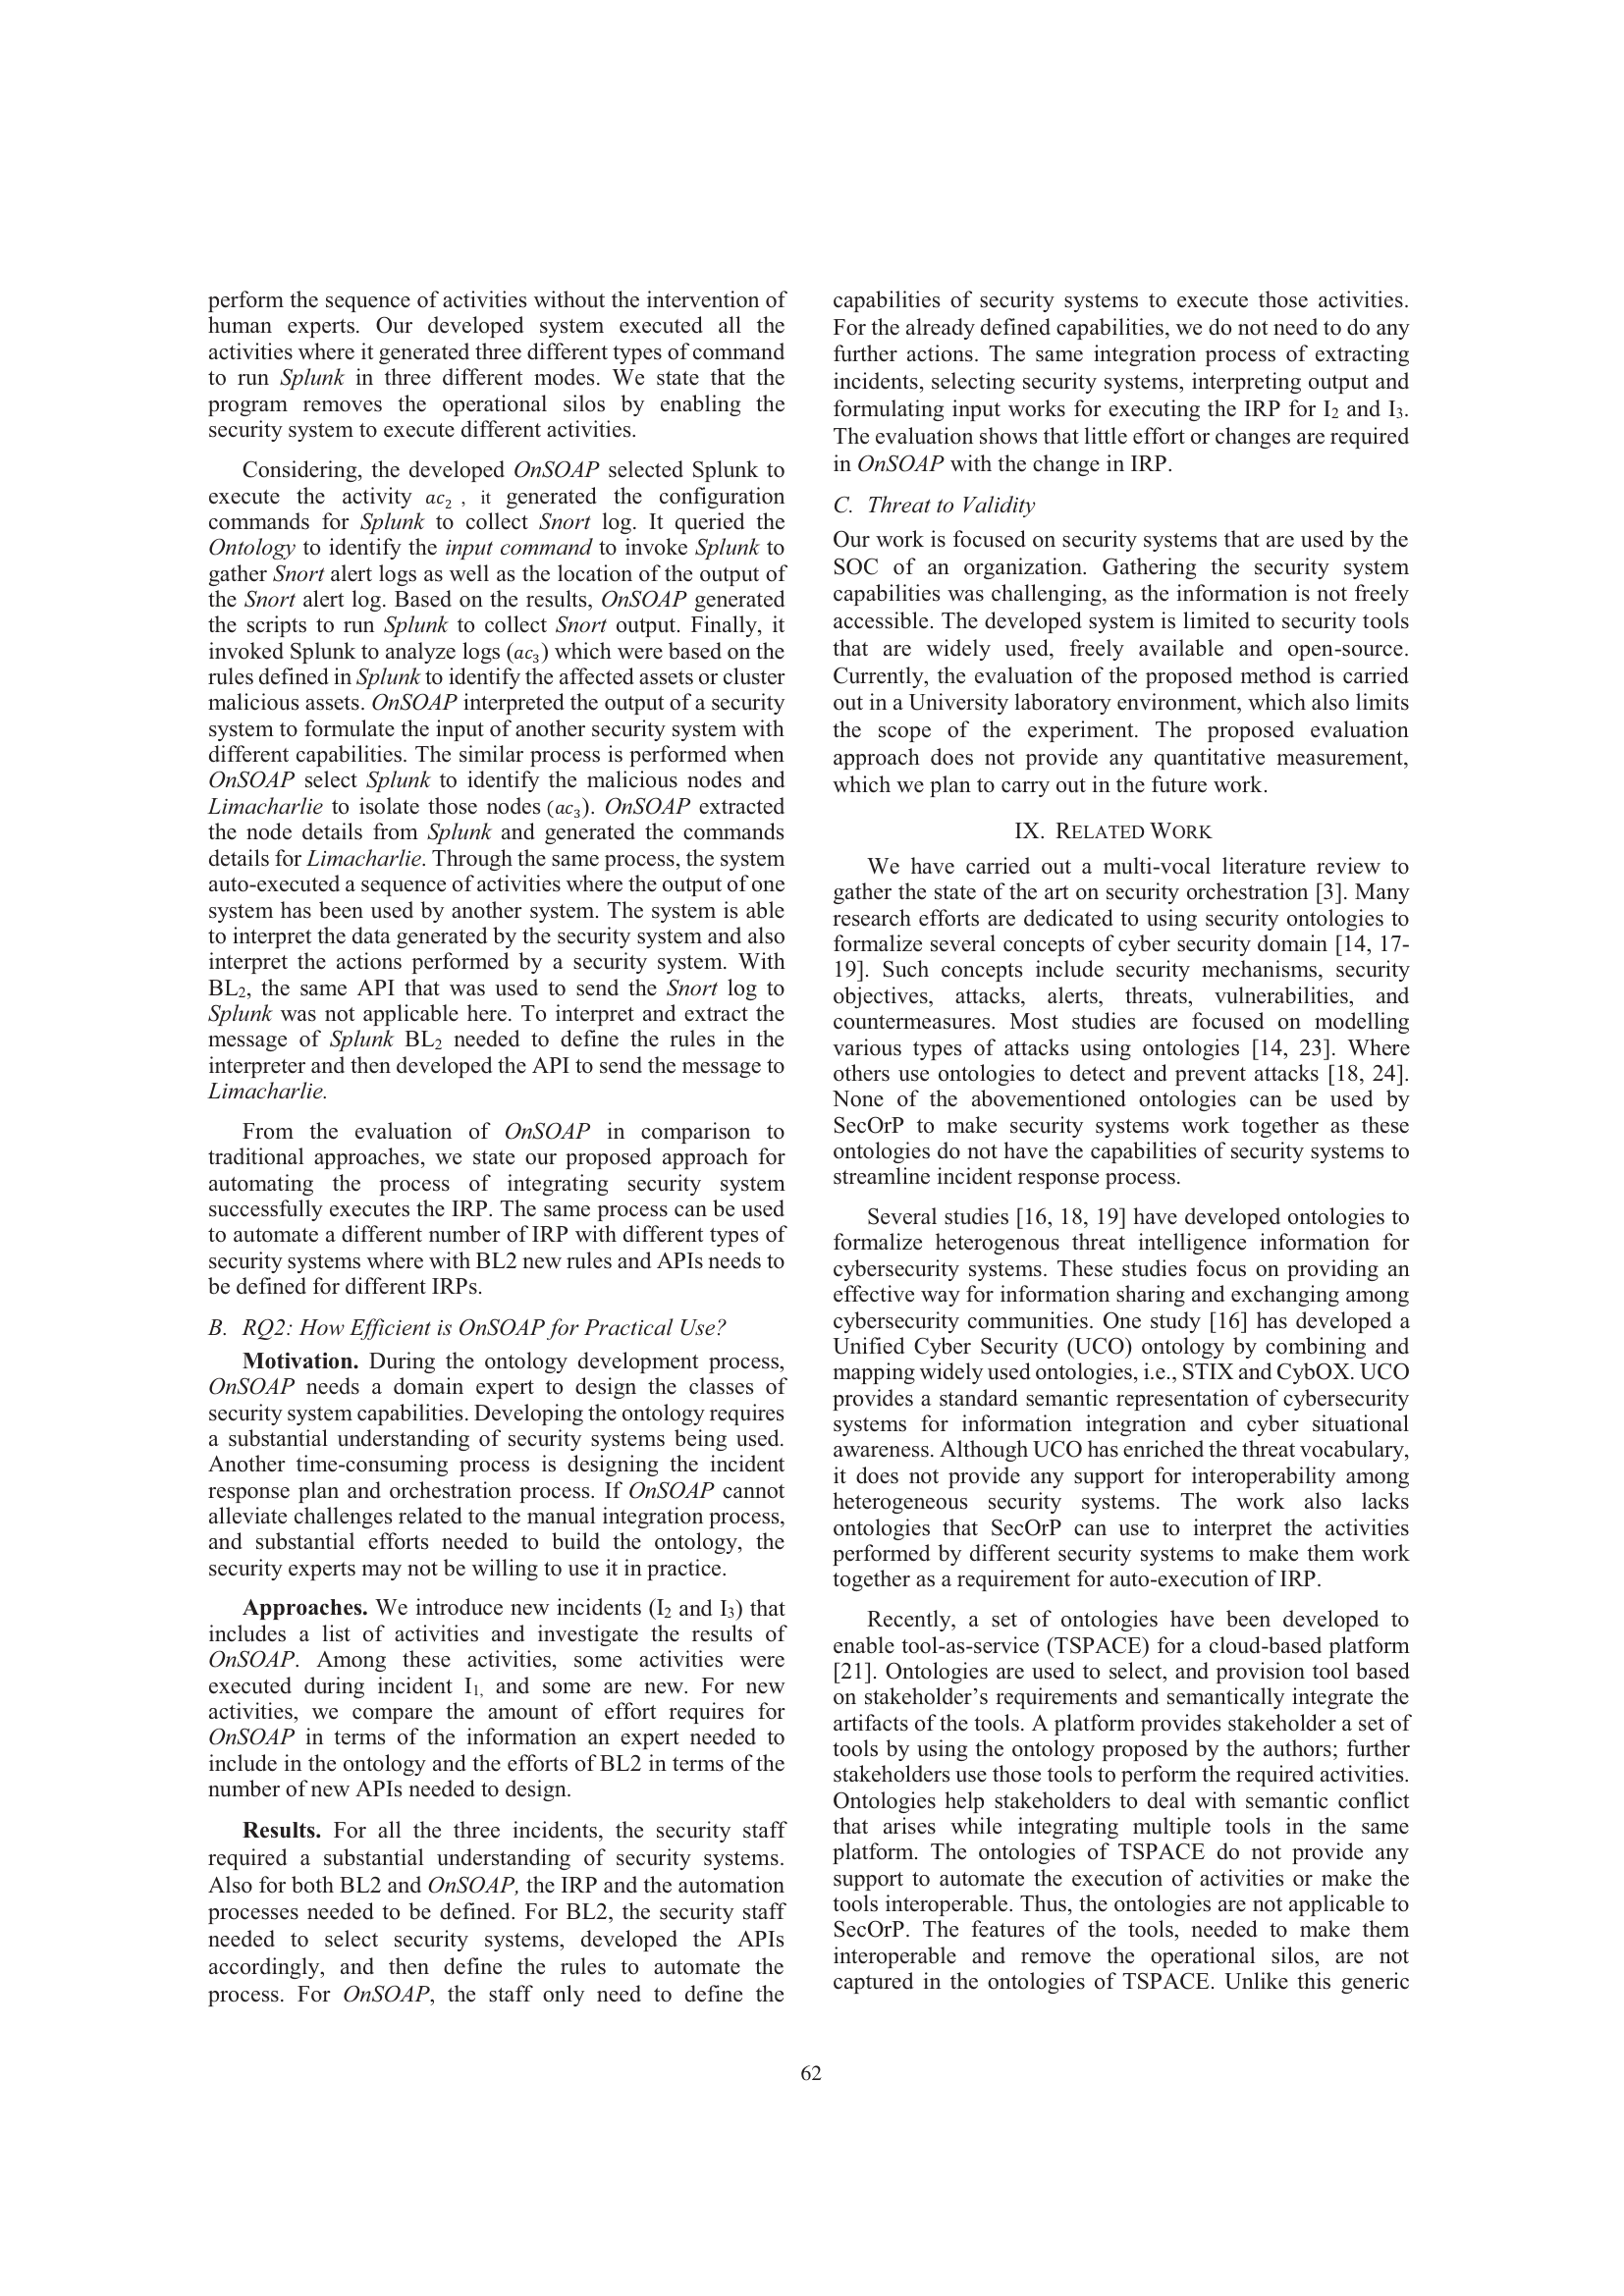 perform the sequence of activities without the intervention of
human experts. Our developed system executed all the
activities where it generated three different types of command
to run Splunk in three different modes. We state that the
program removes the operational silos by enabling the
security system to execute different activities.
Considering, the developed OnSOAP selected Splunk to
execute the activity ac₂ , it generated the configuration
commands for Splunk to collect Snort log. It queried the
Ontology to identify the input command to invoke Splunk to
gather Snort alert logs as well as the location of the output of
the Snort alert log. Based on the results, OnSOAP generated
the scripts to run Splunk to collect Snort output. Finally, it
invoked Splunk to analyze logs (ac₃) which were based on the
rules defined in Splunk to identify the affected assets or cluster
malicious assets. OnSOAP interpreted the output of a security
system to formulate the input of another security system with
different capabilities. The similar process is performed when
OnSOAP select Splunk to identify the malicious nodes and
Limacharlie to isolate those nodes (ac₃). OnSOAP extracted
the node details from Splunk and generated the commands
details for Limacharlie. Through the same process, the system
auto-executed a sequence of activities where the output of one
system has been used by another system. The system is able
to interpret the data generated by the security system and also
interpret the actions performed by a security system. With
BL₂, the same API that was used to send the Snort log to
Splunk was not applicable here. To interpret and extract the
message of Splunk BL₂ needed to define the rules in the
interpreter and then developed the API to send the message to
Limacharlie.
From the evaluation of OnSOAP in comparison to
traditional approaches, we state our proposed approach for
automating the process of integrating security system
successfully executes the IRP. The same process can be used
to automate a different number of IRP with different types of
security systems where with BL2 new rules and APIs needs to
be defined for different IRPs.
B. RQ2: How Efficient is OnSOAP for Practical Use?
Motivation. During the ontology development process,
OnSOAP needs a domain expert to design the classes of
security system capabilities. Developing the ontology requires
a substantial understanding of security systems being used.
Another time-consuming process is designing the incident
response plan and orchestration process. If OnSOAP cannot
alleviate challenges related to the manual integration process,
and substantial efforts needed to build the ontology, the
security experts may not be willing to use it in practice.
Approaches. We introduce new incidents (I₂ and I₃) that
includes a list of activities and investigate the results of
OnSOAP. Among these activities, some activities were
executed during incident I₁, and some are new. For new
activities, we compare the amount of effort requires for
OnSOAP in terms of the information an expert needed to
include in the ontology and the efforts of BL2 in terms of the
number of new APIs needed to design.
Results. For all the three incidents, the security staff
required a substantial understanding of security systems.
Also for both BL2 and OnSOAP, the IRP and the automation
processes needed to be defined. For BL2, the security staff
needed to select security systems, developed the APIs
accordingly, and then define the rules to automate the
process. For OnSOAP, the staff only need to define the
capabilities of security systems to execute those activities.
For the already defined capabilities, we do not need to do any
further actions. The same integration process of extracting
incidents, selecting security systems, interpreting output and
formulating input works for executing the IRP for I₂ and I₃.
The evaluation shows that little effort or changes are required
in OnSOAP with the change in IRP.
C. Threat to Validity
Our work is focused on security systems that are used by the
SOC of an organization. Gathering the security system
capabilities was challenging, as the information is not freely
accessible. The developed system is limited to security tools
that are widely used, freely available and open-source.
Currently, the evaluation of the proposed method is carried
out in a University laboratory environment, which also limits
the scope of the experiment. The proposed evaluation
approach does not provide any quantitative measurement,
which we plan to carry out in the future work.
IX. RELATED WORK
We have carried out a multi-vocal literature review to
gather the state of the art on security orchestration [3]. Many
research efforts are dedicated to using security ontologies to
formalize several concepts of cyber security domain [14, 17-
19]. Such concepts include security mechanisms, security
objectives, attacks, alerts, threats, vulnerabilities, and
countermeasures. Most studies are focused on modelling
various types of attacks using ontologies [14, 23]. Where
others use ontologies to detect and prevent attacks [18, 24].
None of the abovementioned ontologies can be used by
SecOrP to make security systems work together as these
ontologies do not have the capabilities of security systems to
streamline incident response process.
Several studies [16, 18, 19] have developed ontologies to
formalize heterogenous threat intelligence information for
cybersecurity systems. These studies focus on providing an
effective way for information sharing and exchanging among
cybersecurity communities. One study [16] has developed a
Unified Cyber Security (UCO) ontology by combining and
mapping widely used ontologies, i.e., STIX and CybOX. UCO
provides a standard semantic representation of cybersecurity
systems for information integration and cyber situational
awareness. Although UCO has enriched the threat vocabulary,
it does not provide any support for interoperability among
heterogeneous security systems. The work also lacks
ontologies that SecOrP can use to interpret the activities
performed by different security systems to make them work
together as a requirement for auto-execution of IRP.
Recently, a set of ontologies have been developed to
enable tool-as-service (TSPACE) for a cloud-based platform
[21]. Ontologies are used to select, and provision tool based
on stakeholder’s requirements and semantically integrate the
artifacts of the tools. A platform provides stakeholder a set of
tools by using the ontology proposed by the authors; further
stakeholders use those tools to perform the required activities.
Ontologies help stakeholders to deal with semantic conflict
that arises while integrating multiple tools in the same
platform. The ontologies of TSPACE do not provide any
support to automate the execution of activities or make the
tools interoperable. Thus, the ontologies are not applicable to
SecOrP. The features of the tools, needed to make them
interoperable and remove the operational silos, are not
captured in the ontologies of TSPACE. Unlike this generic
62